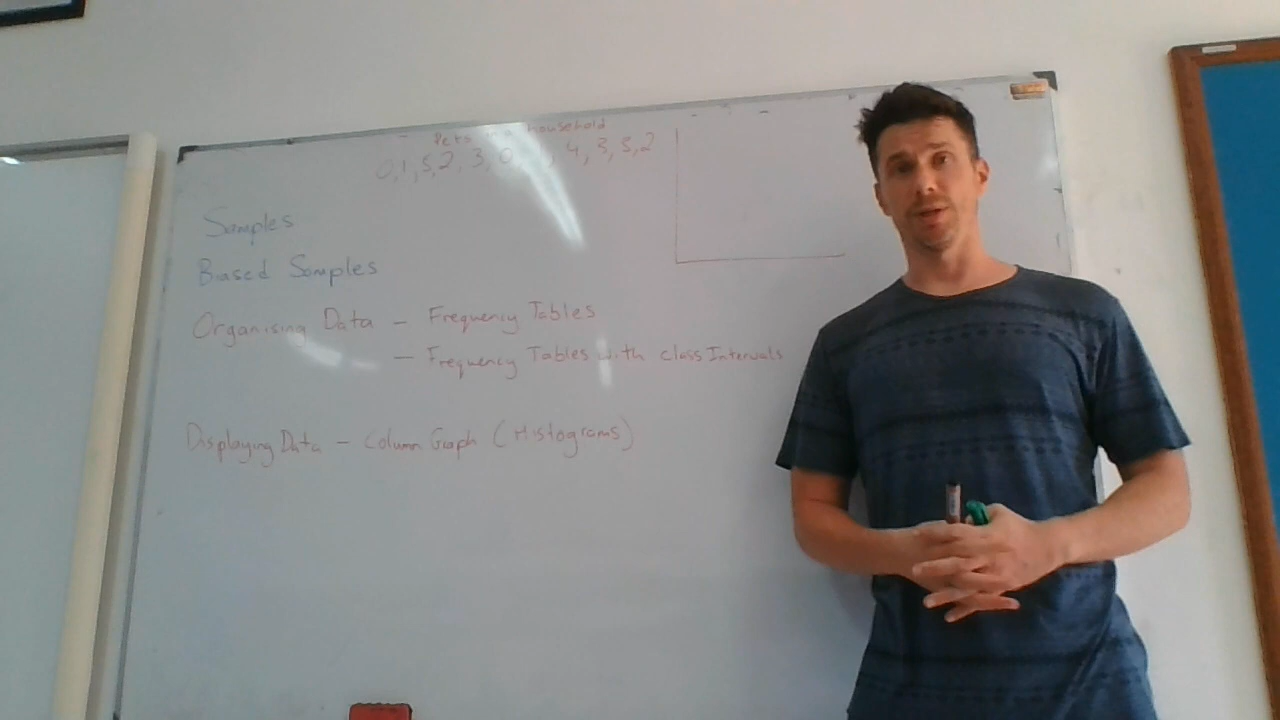 Pets household
0,1,5,2,3,0, 4,3,5,2
Samples
Biased Samples
Organising Data - Frequency Tables
- Frequency Tables with class Intervals
Displaying Data - Column Graph (Histograms)